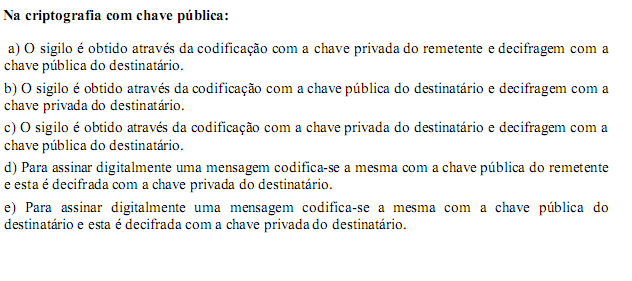 Na criptografia com chave pública:
a) O sigilo é obtido através da codificação com a chave privada do remetente e decifragem com a
chave pública do destinatário.
b) O sigilo é obtido através da codificação com a chave pública do destinatário e decifragem com a
chave privada do destinatário.
c) O sigilo é obtido através da codificação com a chave privada do destinatário e decifragem com a
chave pública do destinatário.
d) Para assinar digitalmente uma mensagem codifica-se a mesma com a chave pública do remetente
e esta é decifrada com a chave privada do destinatário.
e) Para assinar digitalmente uma mensagem codifica-se a mesma com a chave pública do
destinatário e esta é decifrada com a chave privada do destinatário.